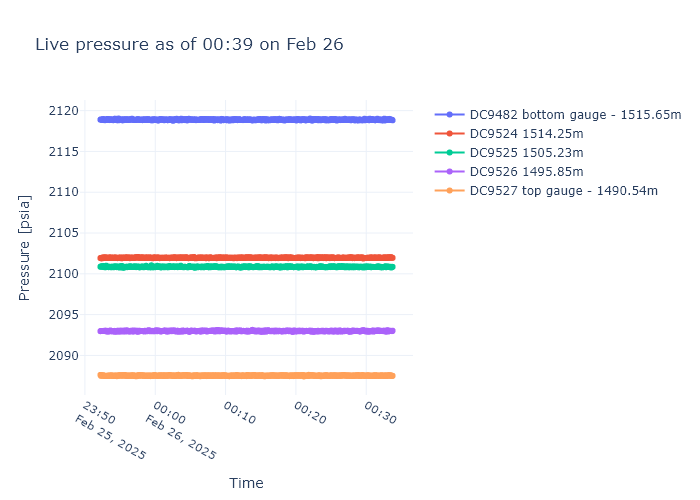 Live pressure as of 00:39 on Feb 26
DC9482 bottom gauge - 1515.65m
DC9524 1514.25m
DC9525 1505.23m
DC9526 1495.85m
DC9527 top gauge - 1490.54m
Pressure [psia]
2120
2115
2110
2105
2100
2095
2090
23:50
Feb 25, 2025
00:00
Feb 26, 2025
00:10
00:20
00:30
Time